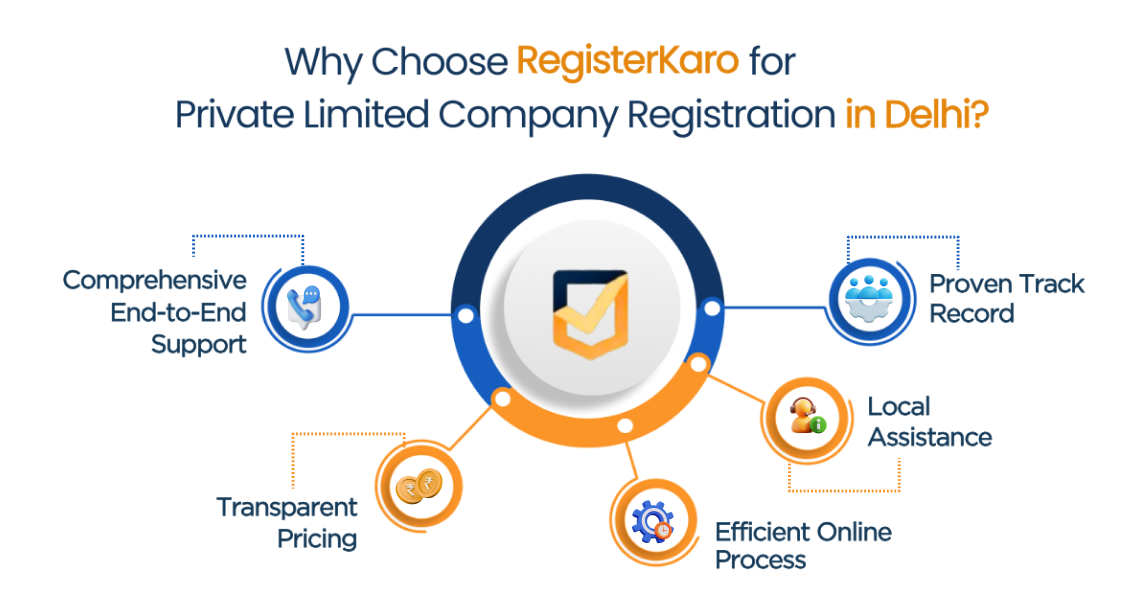 Why Choose RegisterKaro for
Private Limited Company Registration in Delhi?
Comprehensive
End-to-End
Support
Proven Track
Record
Local
Assistance
Transparent
Pricing
Efficient Online
Process